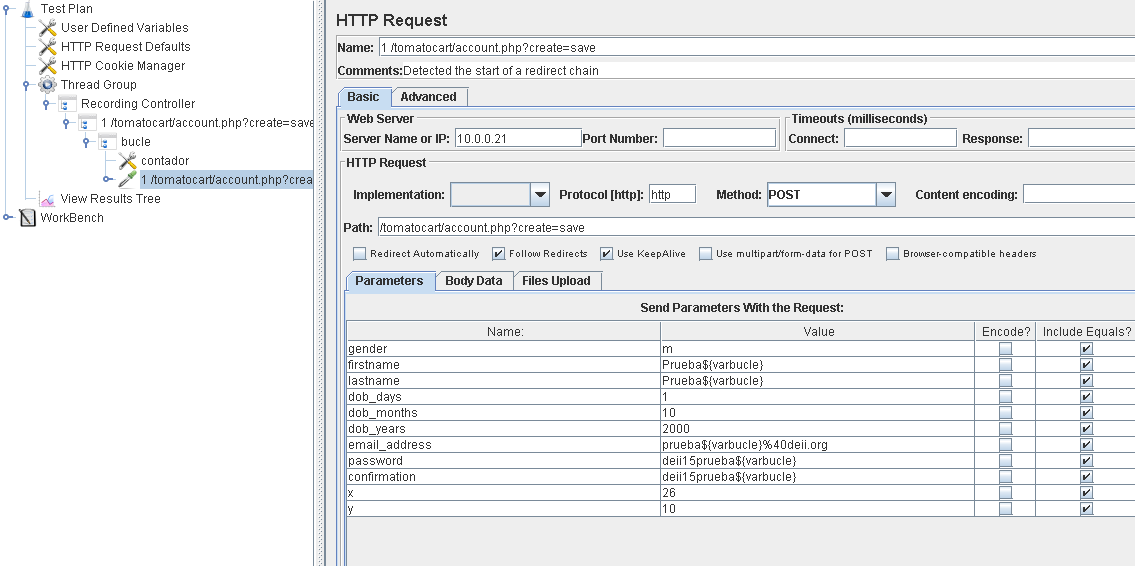 Test Plan
User Defined Variables
HTTP Request Defaults
HTTP Cookie Manager
Thread Group
Recording Controller
1 /tomatocart/account.php?create=save
bucle
contador
1 /tomatocart/account.php?crea
View Results Tree
WorkBench
HTTP Request
Name: 1 /tomatocart/account.php?create=save
Comments: Detected the start of a redirect chain
Basic Advanced
Web Server Timeouts (milliseconds)
Server Name or IP: 10.0.0.21 Port Number: Connect: Response:
HTTP Request
Implementation: Protocol [http]: http Method: POST Content encoding:
Path: /tomatocart/account.php?create=save
Redirect Automatically Follow Redirects Use KeepAlive Use multipart/form-data for POST Browser-compatible headers
Parameters Body Data Files Upload
Send Parameters With the Request:
Name: Value Encode? Include Equals?
gender m
firstname Prueba${varbucle}
lastname Prueba${varbucle}
dob_days 1
dob_months 10
dob_years 2000
email_address prueba${varbucle}%40deii.org
password deii15prueba${varbucle}
confirmation deii15prueba${varbucle}
x 26
y 10